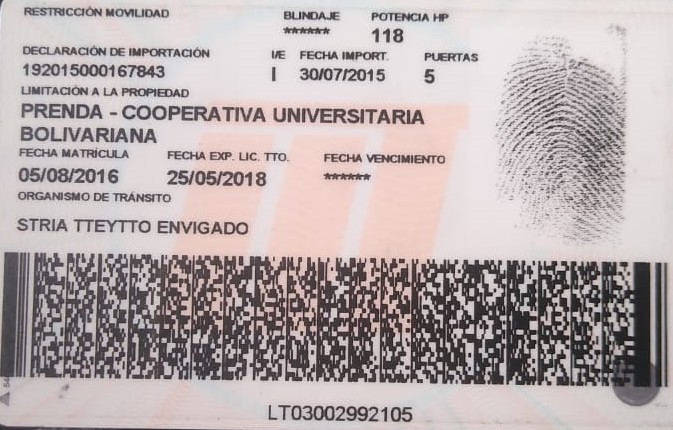 RESTRICCIÓN MOVILIDAD BLINDAJE POTENCIA HP
****** 118
DECLARACIÓN DE IMPORTACIÓN I/E FECHA IMPORT. PUERTAS
192015000167843 I 30/07/2015 5
LIMITACIÓN A LA PROPIEDAD
PRENDA - COOPERATIVA UNIVERSITARIA
BOLIVARIANA
FECHA MATRÍCULA FECHA EXP. LIC. TTO. FECHA VENCIMIENTO
05/08/2016 25/05/2018 ******
ORGANISMO DE TRÁNSITO
STRIA TTEYTTO ENVIGADO
LT03002992105